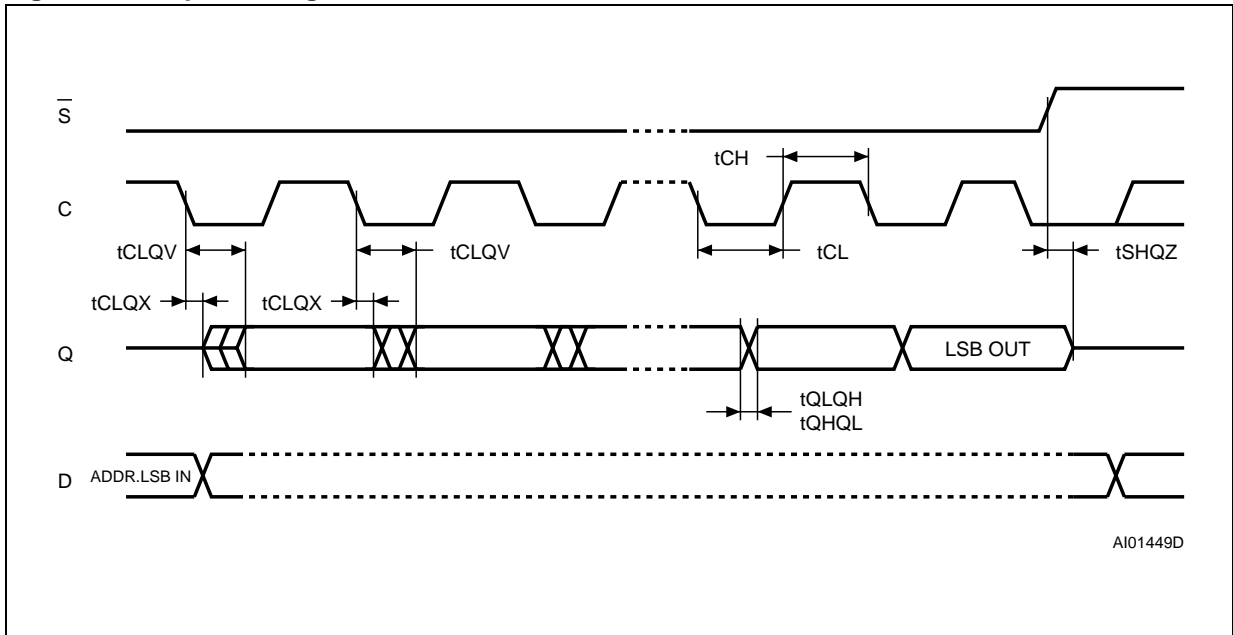 S
tCH
C
tCLQV
tCLQV
tCL
tSHQZ
tCLQX
tCLQX
Q
LSB OUT
tQLQH
tQHQL
D
ADDR.LSB IN
AI01449D